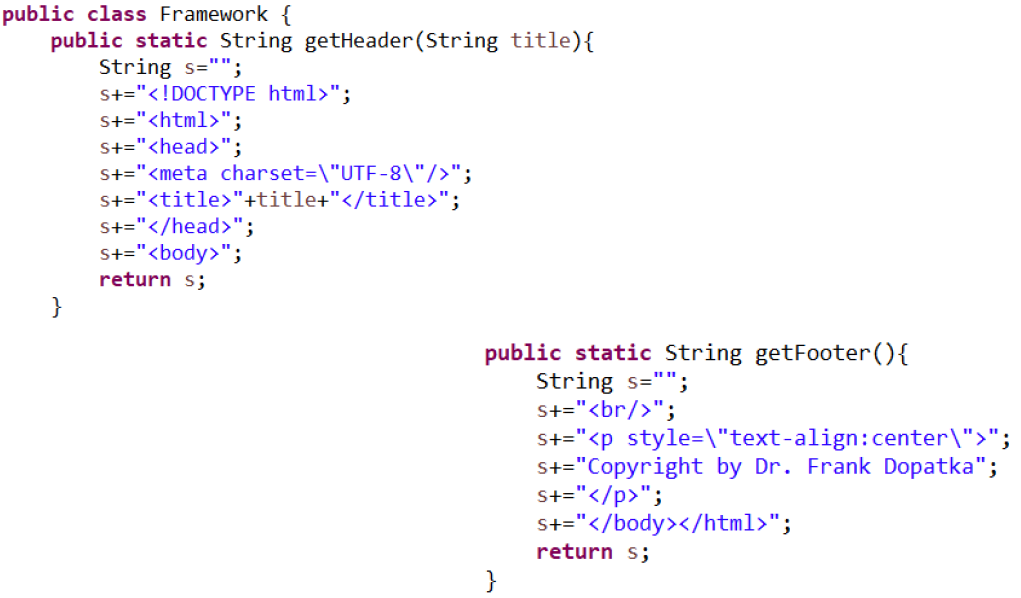 public class Framework {
public static String getHeader(String title){
String s="";
s+="<!DOCTYPE html>";
s+="<html>";
s+="<head>";
s+="<meta charset=\"UTF-8\"/>";
s+="<title>"+title+"</title>";
s+="</head>";
s+="<body>";
return s;
}
public static String getFooter(){
String s="";
s+="<br/>";
s+="<p style=\"text-align:center\">";
s+="Copyright by Dr. Frank Dopatka";
s+="</p>";
s+="</body></html>";
return s;
}